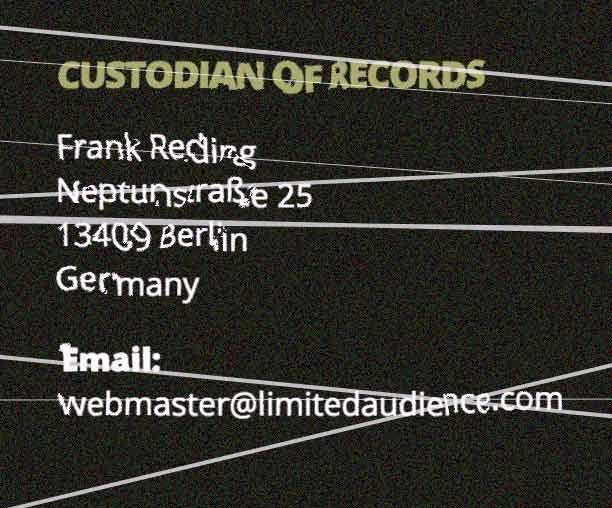 CUSTODIAN OF RECORDS
Frank Reding
Neptunstraße 25
13409 Berlin
Germany
Email:
webmaster@limitedaudience.com